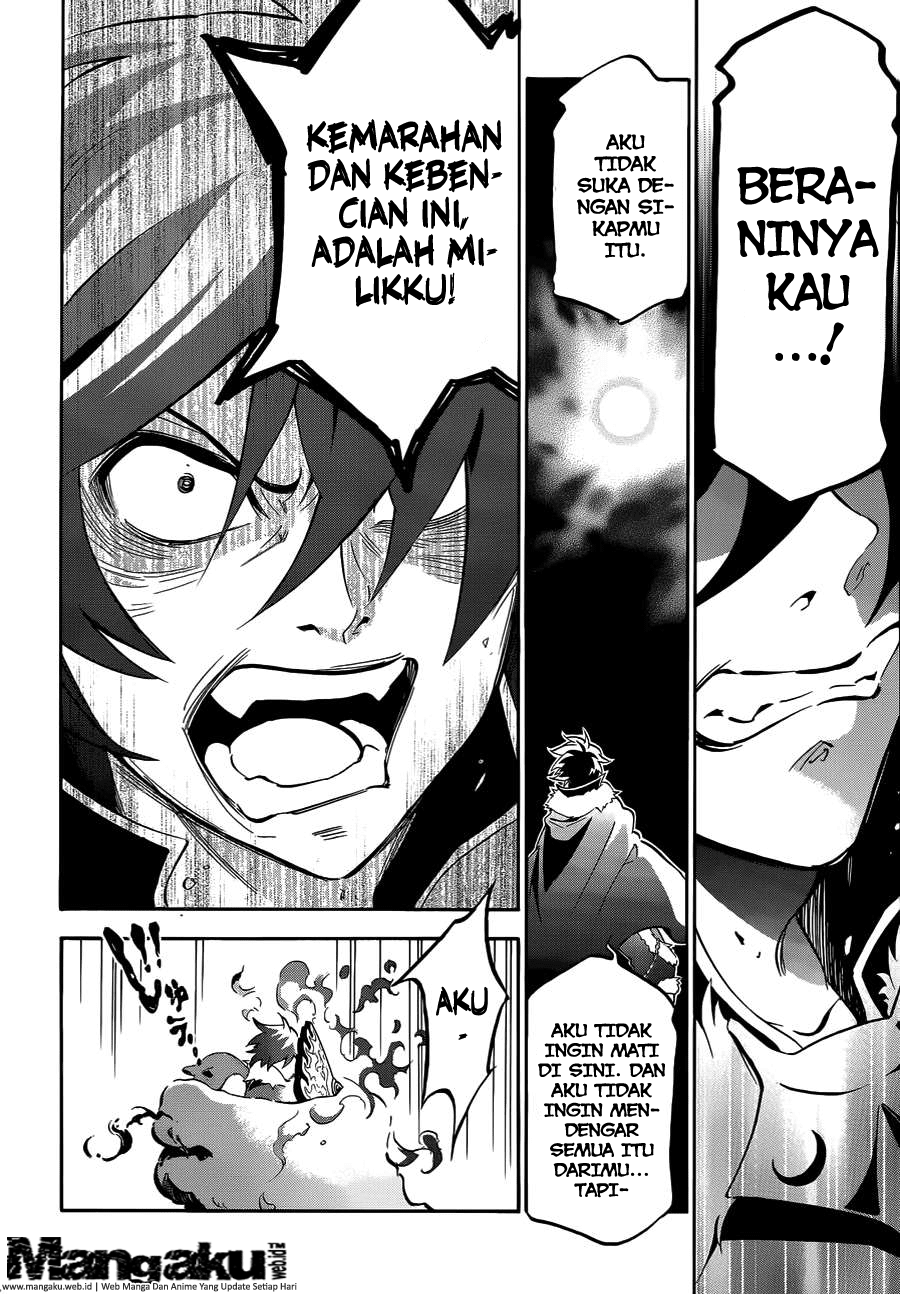 BERA-
NINYA
KAU
...!
AKU
TIDAK
SUKA DE-
NGAN SI-
KAPMU
ITU.
AKU TIDAK
INGIN MATI
DI SINI. DAN
AKU TIDAK
INGIN MEN-
DENGAR
SEMUA ITU
DARIMU...
TAPI-
KEMARAHAN
DAN KEBEN-
CIAN INI,
ADALAH MI-
LIKKU!
AKU
Mangaku
web.id™
www.mangaku.web.id | Web Manga Dan Anime Yang Update Setiap Hari